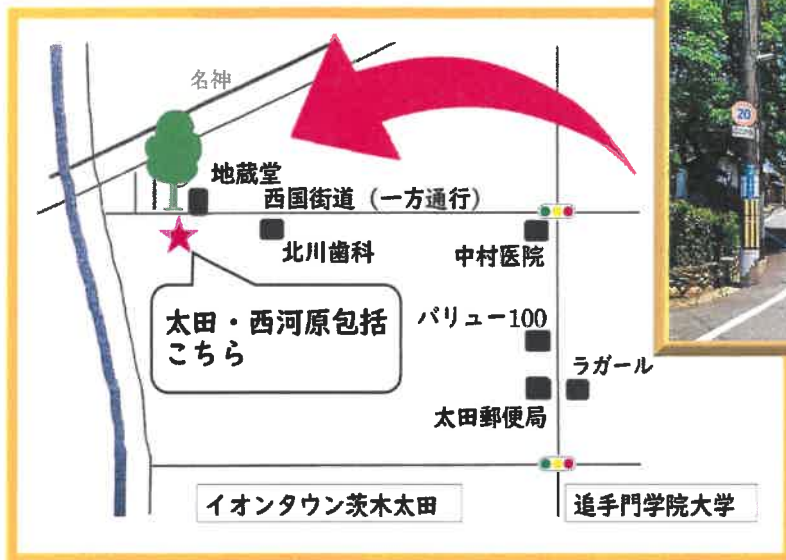 名神
20
地蔵堂
西国街道（一方通行）
北川歯科
中村医院
太田・西河原包括
こちら
バリュー100
ラガール
太田郵便局
イオンタウン茨木太田
追手門学院大学